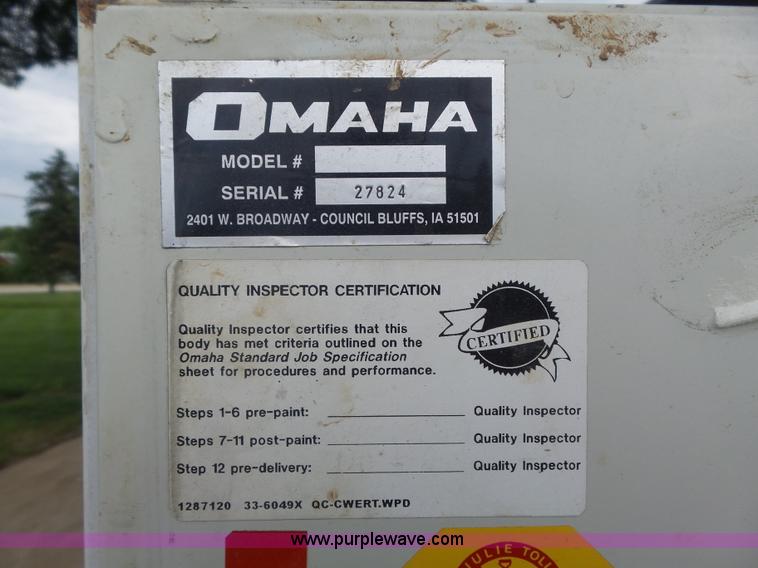 OMAHA
MODEL #
SERIAL # 27824
2401 W. BROADWAY - COUNCIL BLUFFS, IA 51501
QUALITY INSPECTOR CERTIFICATION
Quality Inspector certifies that this
body has met criteria outlined on the
Omaha Standard Job Specification
sheet for procedures and performance.
CERTIFIED
Steps 1-6 pre-paint: Quality Inspector
Steps 7-11 post-paint: Quality Inspector
Step 12 pre-delivery: Quality Inspector
1287120 33-6049X QC-CWERT.WPD
www.purplewave.com
JULIE TOLL